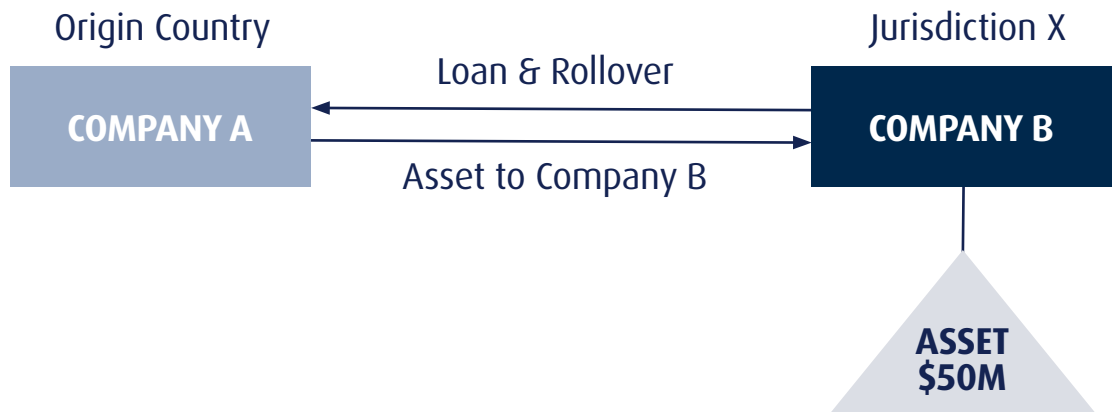 Origin Country
Jurisdiction X
Loan & Rollover
COMPANY A
COMPANY B
Asset to Company B
ASSET
$50M